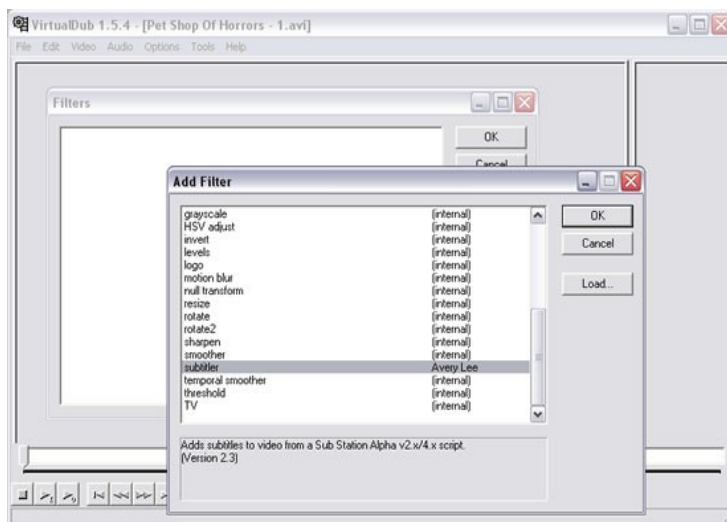 VirtualDub 1.5.4 - [Pet Shop Of Horrors - 1.avi]
File Edit Video Audio Options Tools Help
Filters
OK
Cancel
Add Filter
grayscale (internal)
HSV adjust (internal)
invert (internal)
levels (internal)
logo (internal)
motion blur (internal)
null transform (internal)
resize (internal)
rotate (internal)
rotate2 (internal)
sharpen (internal)
smoother (internal)
subtitler Avery Lee
temporal smoother (internal)
threshold (internal)
TV (internal)
OK
Cancel
Load...
Adds subtitles to video from a Sub Station Alpha v2.x/4.x script.
(Version 2.3)